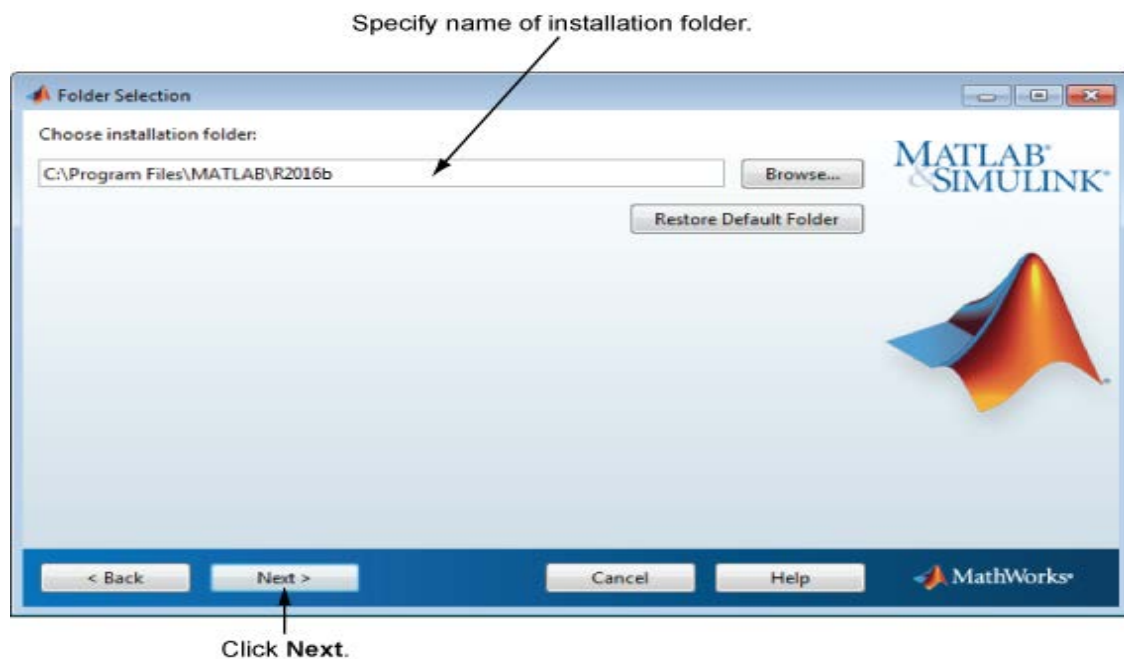 Specify name of installation folder.
Folder Selection
Choose installation folder:
C:\Program Files\MATLAB\R2016b
Browse...
Restore Default Folder
MATLAB®
&SIMULINK®
< Back
Next >
Cancel
Help
MathWorks®
Click Next.